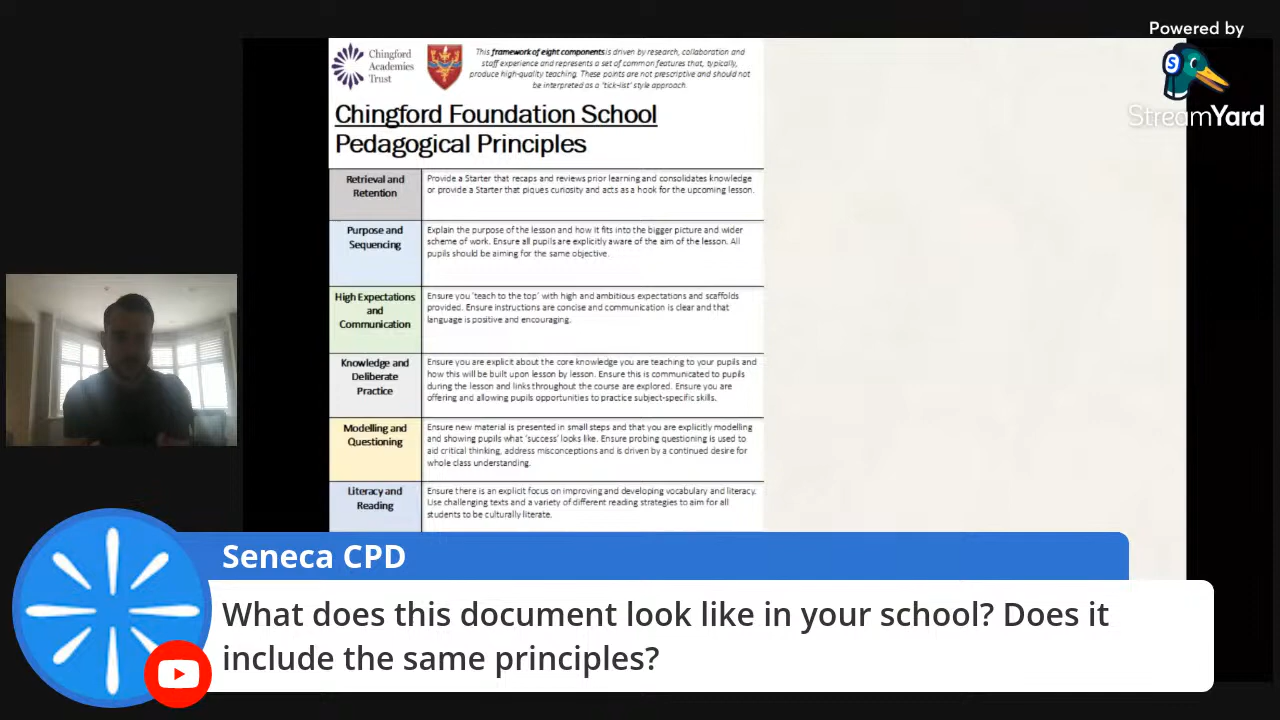 Powered by
StreamYard
Chingford
Academies
Trust
This framework of eight components is driven by research, collaboration and
staff experience and represents a set of common features that, typically,
produce high-quality teaching. These points are not prescriptive and should not
be interpreted as a 'tick-list' style approach.
Chingford Foundation School
Pedagogical Principles
Retrieval and
Retention
Provide a Starter that recaps and reviews prior learning and consolidates knowledge
or provide a Starter that piques curiosity and acts as a hook for the upcoming lesson.
Purpose and
Sequencing
Explain the purpose of the lesson and how it fits into the bigger picture and wider
scheme of work. Ensure all pupils are explicitly aware of the aim of the lesson. All
pupils should be aiming for the same objective.
High Expectations
and
Communication
Ensure you 'teach to the top' with high and ambitious expectations and scaffolds
provided. Ensure instructions are concise and communication is clear and that
language is positive and encouraging.
Knowledge and
Deliberate
Practice
Ensure you are explicit about the core knowledge you are teaching to your pupils and
how this will be built upon lesson by lesson. Ensure this is communicated to pupils
during the lesson and links throughout the course are explored. Ensure you are
offering and allowing pupils opportunities to practice subject-specific skills.
Modelling and
Questioning
Ensure new material is presented in small steps and that you are explicitly modelling
and showing pupils what 'success' looks like. Ensure probing questioning is used to
aid critical thinking, address misconceptions and is driven by a continued desire for
whole class understanding.
Literacy and
Reading
Ensure there is an explicit focus on improving and developing vocabulary and literacy.
Use challenging texts and a variety of different reading strategies to aim for all
students to be culturally literate.
Seneca CPD
What does this document look like in your school? Does it
include the same principles?